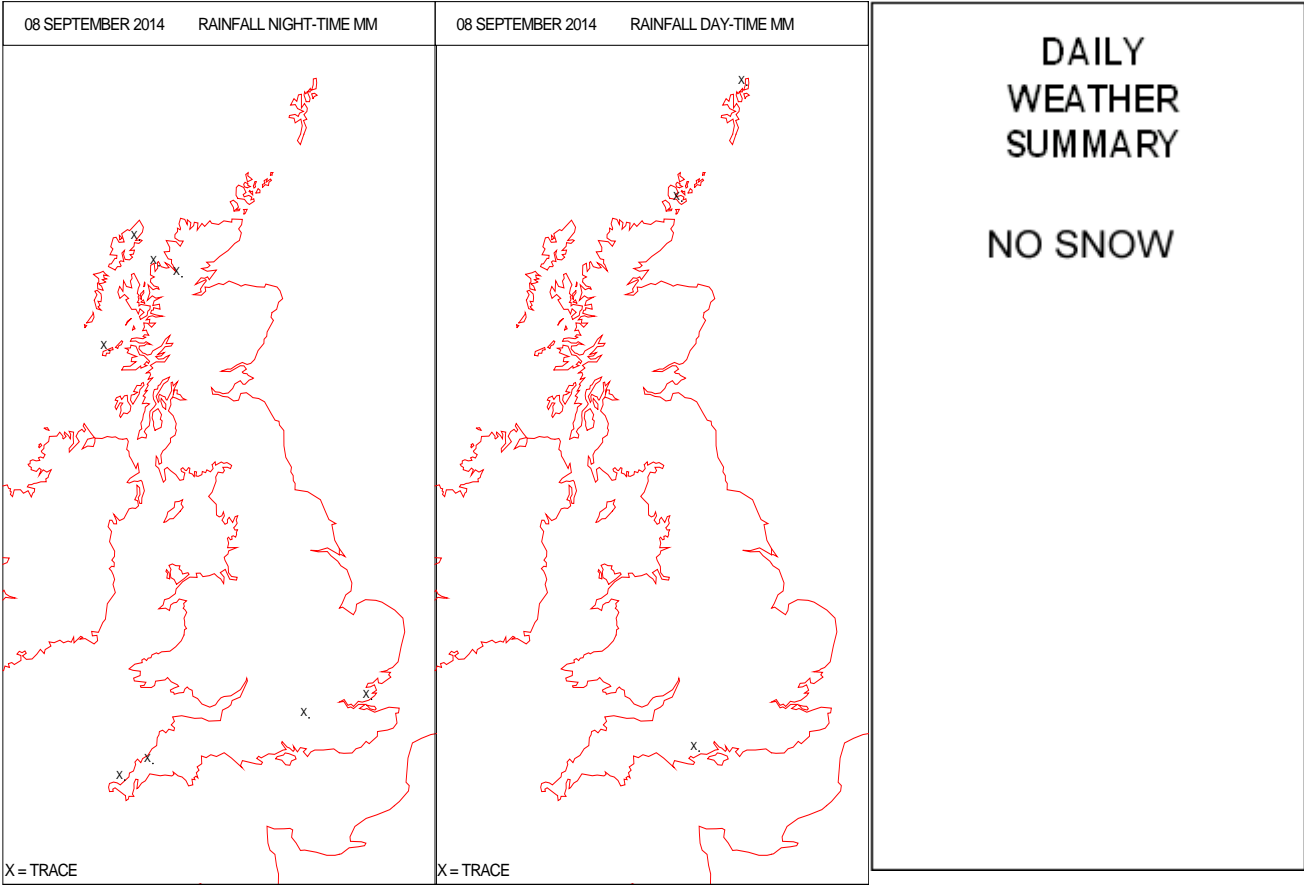 08 SEPTEMBER 2014 RAINFALL NIGHT-TIME MM
X
X
X
X
X
X
X
X
X = TRACE
08 SEPTEMBER 2014 RAINFALL DAY-TIME MM
X
X
X
X = TRACE
DAILY
WEATHER
SUMMARY
NO SNOW